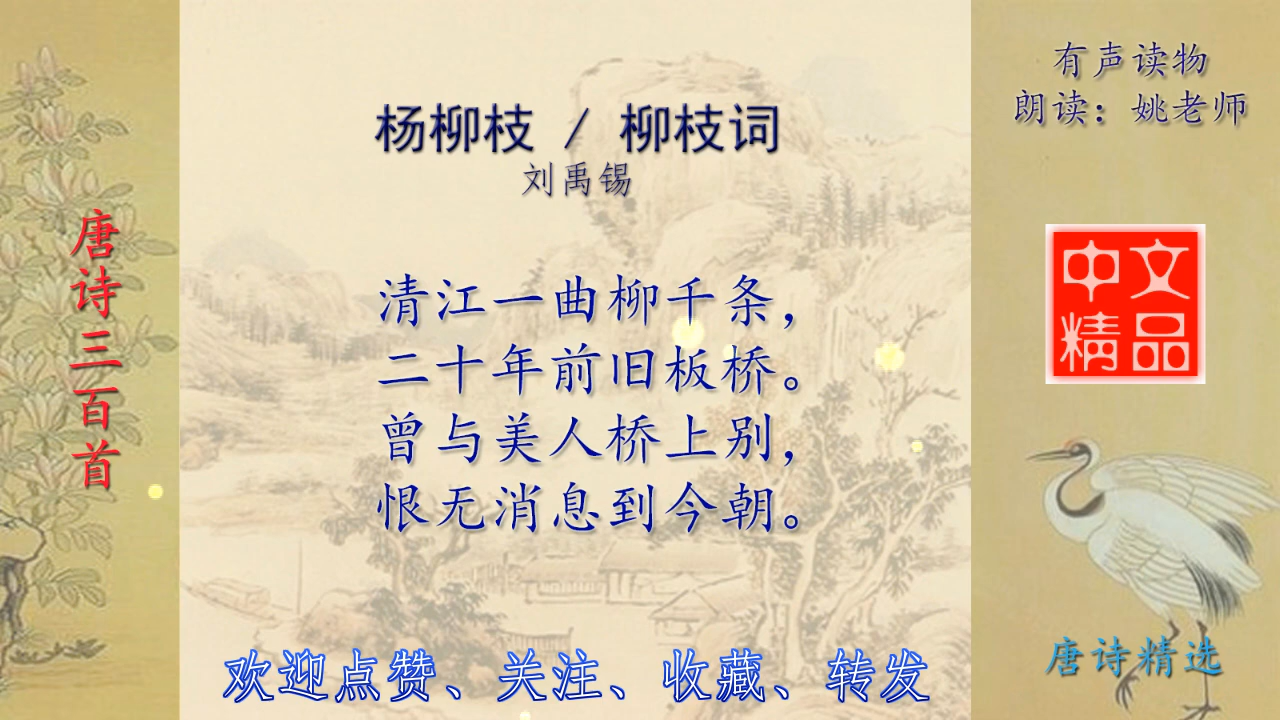 唐诗三百首
杨柳枝 / 柳枝词
刘禹锡
清江一曲柳千条，
二十年前旧板桥。
曾与美人桥上别，
恨无消息到今朝。
欢迎点赞、关注、收藏、转发
有声读物
朗读：姚老师
中文
精品
唐诗精选